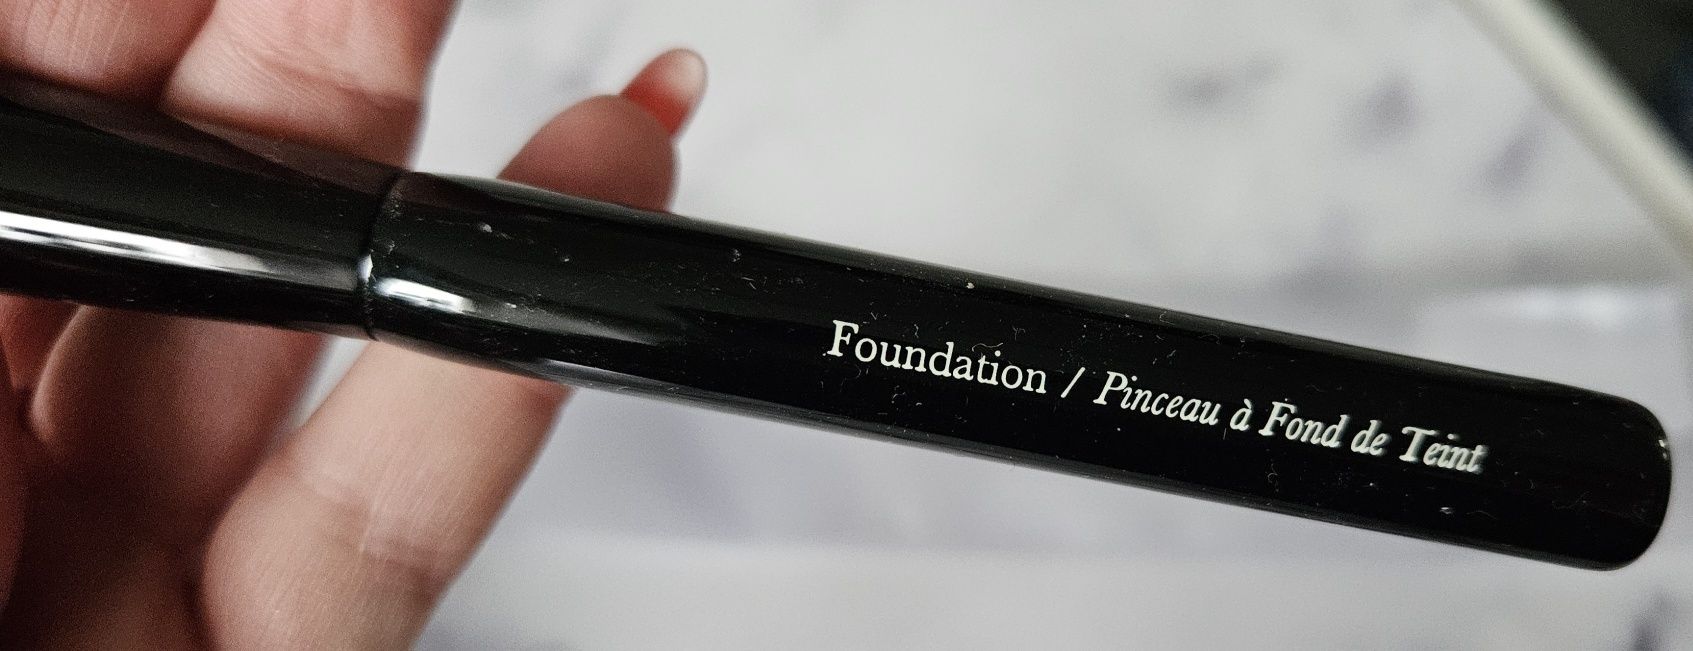 Foundation / Pinceau à Fond de Teint